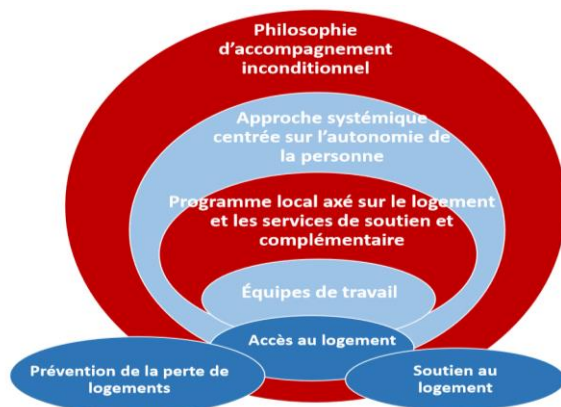 Philosophie
d'accompagnement
inconditionnel
Approche systémique
centrée sur l'autonomie de
la personne
Programme local axé sur le logement
et les services de soutien et
complémentaire
Équipes de travail
Accès au logement
Prévention de la perte de
logements
Soutien au
logement